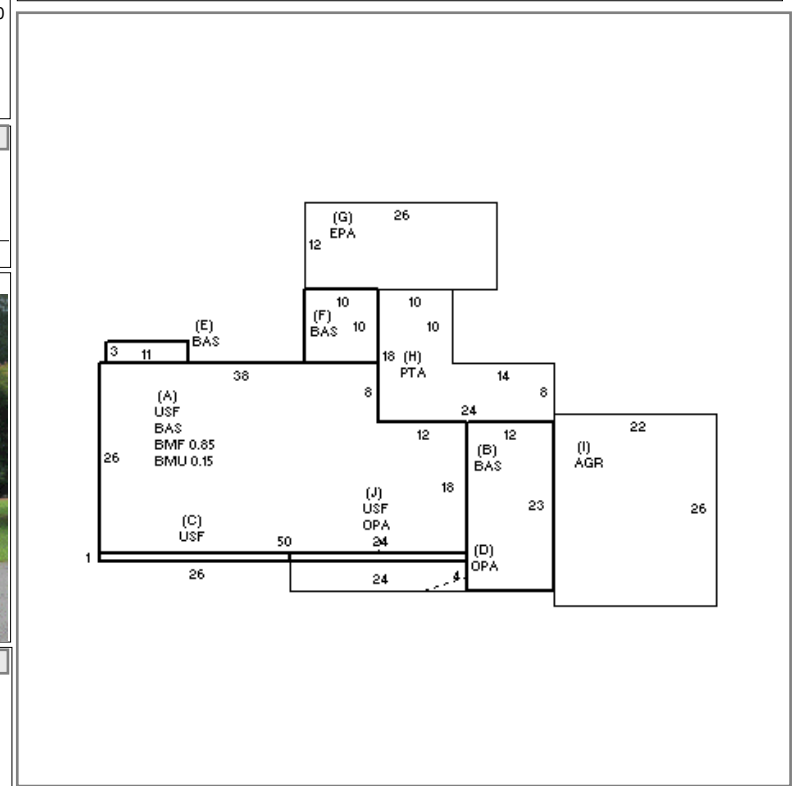 (G)
EPA
26
12
10
10
(F)
BAS
10
10
(E)
BAS
3
11
18
(H)
PTA
38
14
8
8
24
(A)
USF
BAS
BMF 0.85
BMU 0.15
12
12
22
(B)
BAS
(I)
AGR
26
18
23
26
(J)
USF
OPA
24
(C)
USF
50
(D)
OPA
1
26
24
4